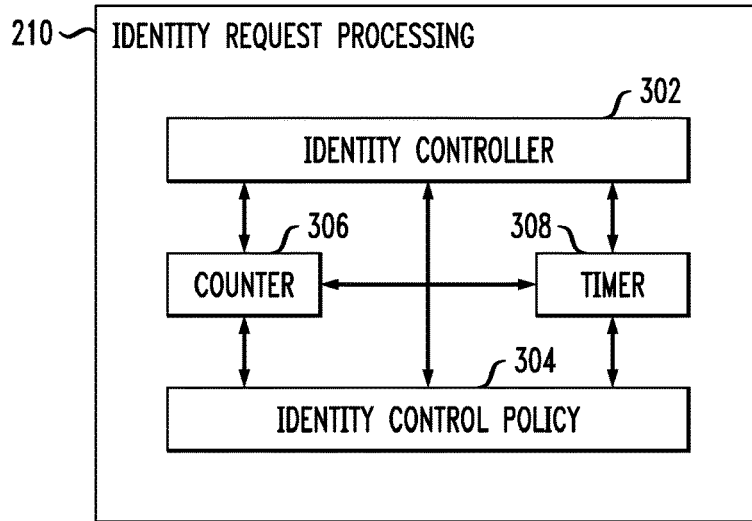 210 IDENTITY REQUEST PROCESSING
302
IDENTITY CONTROLLER
306 308
COUNTER TIMER
304
IDENTITY CONTROL POLICY